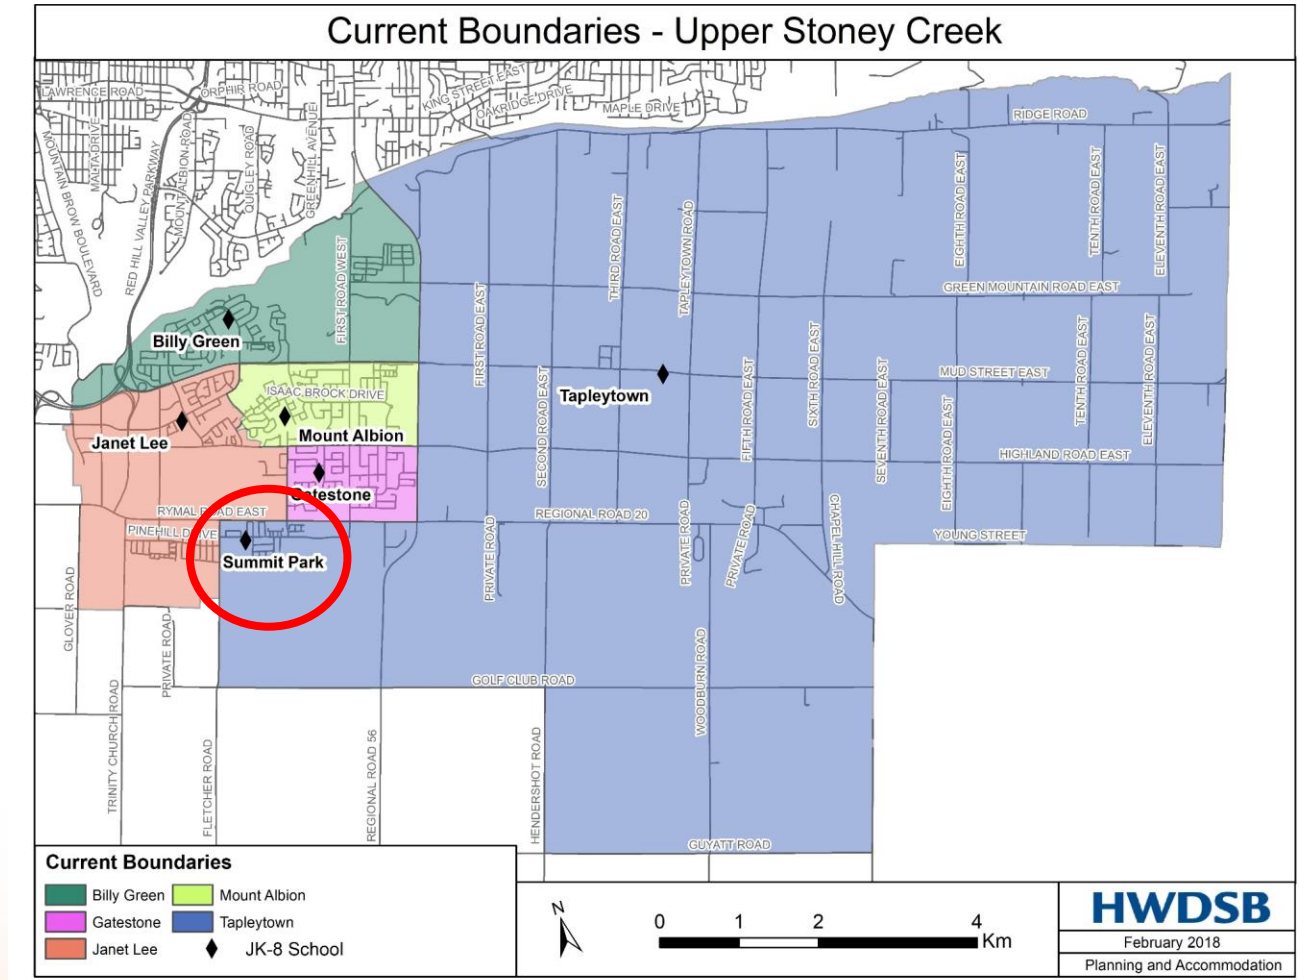 Current Boundaries - Upper Stoney Creek
LAWRENCE ROAD
ORPHIR ROAD
KING STREET EAST
OAKRIDGE DRIVE
MAPLE DRIVE
RIDGE ROAD
MOUNTAIN BROW BOULEVARD
MALTA DRIVE
RED HILL VALLEY PARKWAY
MOUNT ALBION ROAD
QUIGLEY ROAD
GREENHILL AVENUE
FIRST ROAD WEST
FIRST ROAD EAST
SECOND ROAD EAST
THIRD ROAD EAST
TAPLEYTOWN ROAD
FIFTH ROAD EAST
SIXTH ROAD EAST
SEVENTH ROAD EAST
EIGHTH ROAD EAST
TENTH ROAD EAST
ELEVENTH ROAD EAST
GREEN MOUNTAIN ROAD EAST
Billy Green
MUD STREET EAST
TENTH ROAD EAST
ELEVENTH ROAD EAST
ISAAC BROCK DRIVE
Tapleytown
Janet Lee
Mount Albion
HIGHLAND ROAD EAST
EIGHTH ROAD EAST
Gatestone
RYMAL ROAD EAST
REGIONAL ROAD 20
PINEHILL DRIVE
YOUNG STREET
Summit Park
PRIVATE ROAD
PRIVATE ROAD
PRIVATE ROAD
CHAPEL HILL ROAD
GLOVER ROAD
PRIVATE ROAD
GOLF CLUB ROAD
WOODBURN ROAD
TRINITY CHURCH ROAD
FLETCHER ROAD
REGIONAL ROAD 56
HENDERSHOT ROAD
GUYATT ROAD
Current Boundaries
Billy Green
Mount Albion
Gatestone
Tapleytown
Janet Lee
JK-8 School
N
0 1 2 4
Km
HWDSB
February 2018
Planning and Accommodation